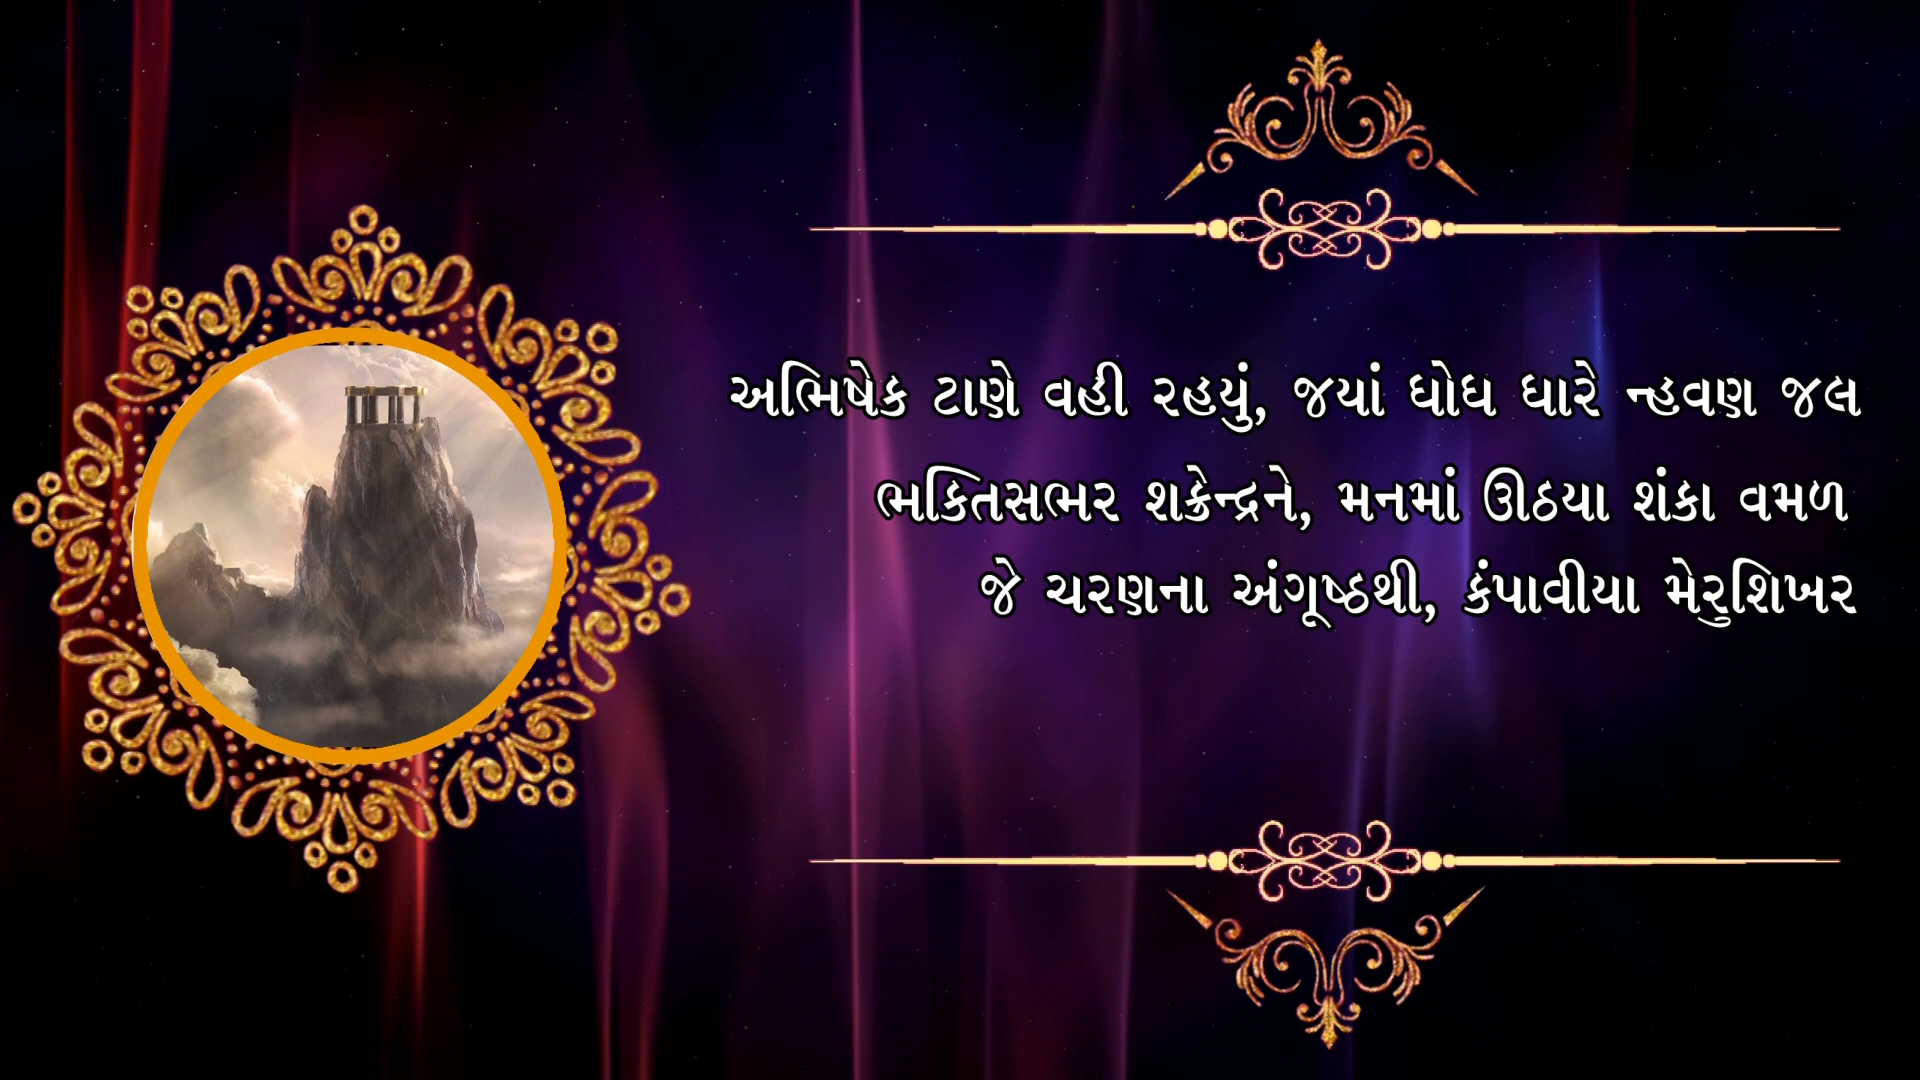 અભિષેક ટાણે વહી રહયું, જયાં ધોધ ધારે ન્હવણ જલ
ભકિતસભર શક્રેન્દ્રને, મનમાં ઊઠયા શંકા વમળ
જે ચરણના અંગૂષ્ઠથી, કંપાવીયા મેરુશિખર